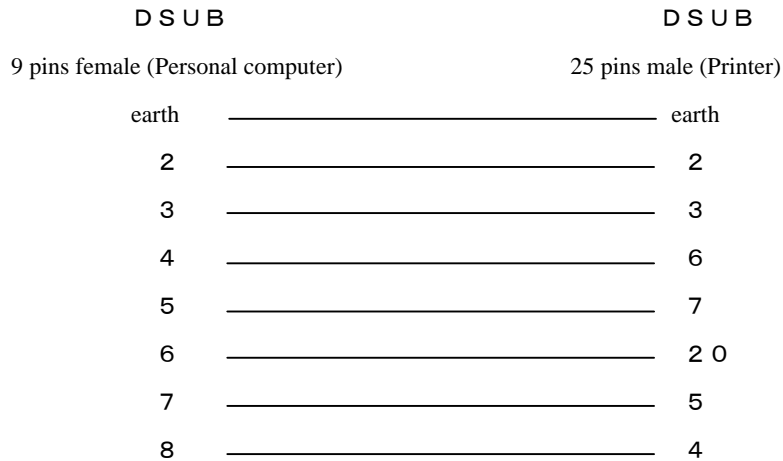 ＤＳＵＢ ＤＳＵＢ
9 pins female (Personal computer) 25 pins male (Printer)
earth earth
２ ２
３ ３
４ ６
５ ７
６ ２０
７ ５
８ ４